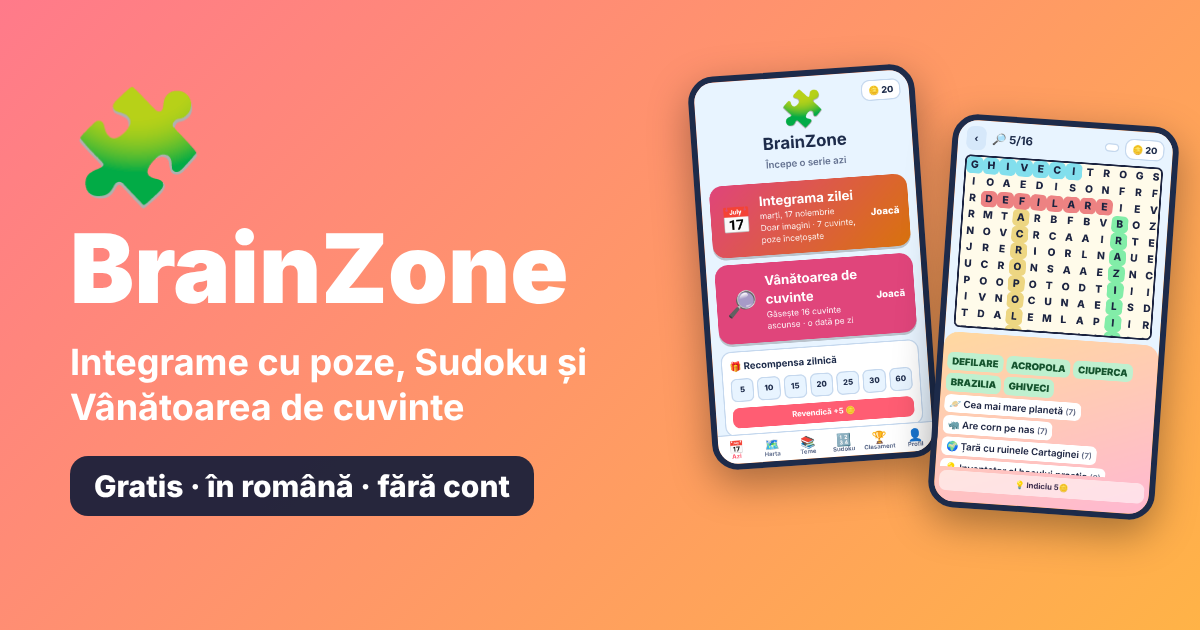 BrainZone
Integrame cu poze, Sudoku și
Vânătoarea de cuvinte
Gratis · în română · fără cont
20
BrainZone
Începe o serie azi
July
17
Integrama zilei
marți, 17 noiembrie
Doar imagini · 7 cuvinte,
poze încețoșate
Joacă
Vânătoarea de
cuvinte
Găsește 16 cuvinte
ascunse · o dată pe zi
Joacă
Recompensa zilnică
5 10 15 20 25 30 60
Revendică +5
Azi Harta Teme Sudoku Clasament Profil
‹ 5/16
20
G H I V E C I T R O G S
I O A E D I S O N F R F
R D E F I L A R E I E V
R M T A R B F B V B O Z
N O V C R C A A I R T E
J R E R I O R L N A U E
U C R O N S A A E Z N C
P O O P O T O D T I I I
I V N O C U N A E L S D
T D A L E M L A P I I R
DEFILARE ACROPOLA CIUPERCA
BRAZILIA GHIVECI
Cea mai mare planetă (7)
Are corn pe nas (7)
Țară cu ruinele Cartaginei (7)
Indiciu 5